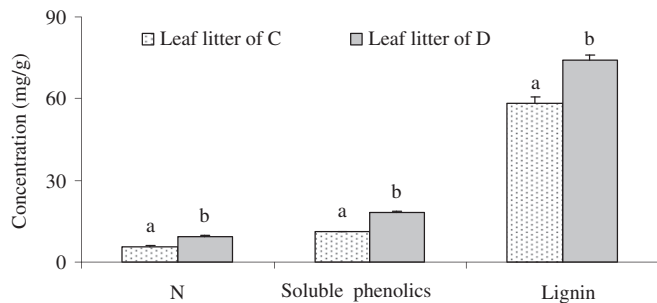 90
Leaf litter of C Leaf litter of D
b
a
60
Concentration (mg/g)
30
b
a b a
0
N Soluble phenolics Lignin